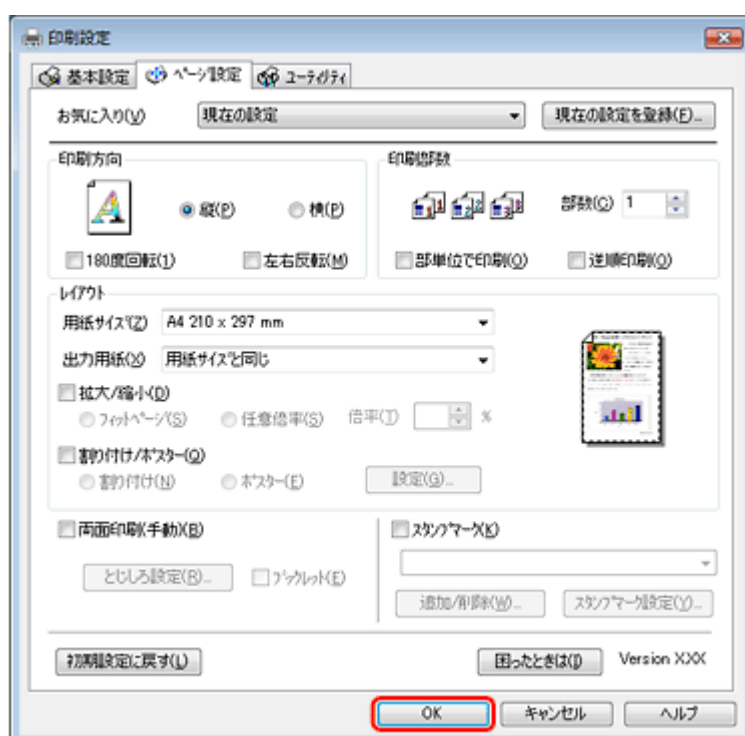 印刷設定
基本設定 ページ設定 ユーティリティ
お気に入り(V) 現在の設定 現在の設定を登録(F)...
印刷方向 印刷部数
縦(P) 横(P) 部数(C) 1
180度回転(1) 左右反転(M) 部単位で印刷(O) 逆順印刷(O)
レイアウト
用紙サイズ(Z) A4 210 x 297 mm
出力用紙(X) 用紙サイズと同じ
拡大/縮小(D)
フィットページ(S) 任意倍率(S) 倍率(T) %
割り付け/ポスター(Q)
割り付け(N) ポスター(E) 設定(G)...
両面印刷(手動)(B) スタンプマーク(K)
とじしろ設定(R)... ブックレット(E)
追加/削除(W)... スタンプマーク設定(Y)...
初期設定に戻す(L) 困ったときは(I) Version X.XX
OK キャンセル ヘルプ